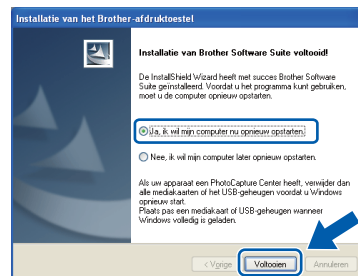 Installatie van het Brother-afdruktoestel
Installatie van Brother Software Suite voltooid!
De InstallShield Wizard heeft met succes Brother Software
Suite geïnstalleerd. Voordat u het programma kunt gebruiken,
moet u de computer opnieuw opstarten.
Ja, ik wil mijn computer nu opnieuw opstarten.
Nee, ik wil mijn computer later opnieuw opstarten.
Als uw apparaat een PhotoCapture Center heeft, verwijder dan
alle mediakaarten of het USB-geheugen voordat u Windows
opnieuw start.
Plaats pas een mediakaart of USB-geheugen wanneer
Windows volledig is geladen.
< Vorige
Voltooien
Annuleren